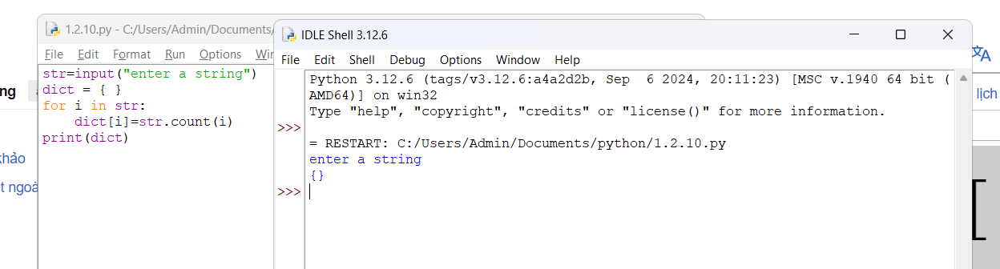 1.2.10.py - C:/Users/Admin/Documents/
File Edit Format Run Options
str=input("enter a string")
dict = { }
for i in str:
    dict[i]=str.count(i)
print(dict)
IDLE Shell 3.12.6
File Edit Shell Debug Options Window Help
Python 3.12.6 (tags/v3.12.6:a4a2d2b, Sep  6 2024, 20:11:23) [MSC v.1940 64 bit (
AMD64)] on win32
Type "help", "copyright", "credits" or "license()" for more information.
>>>
= RESTART: C:/Users/Admin/Documents/python/1.2.10.py
enter a string
{}
>>>
ng
khảo
t ngoà
lịch
[